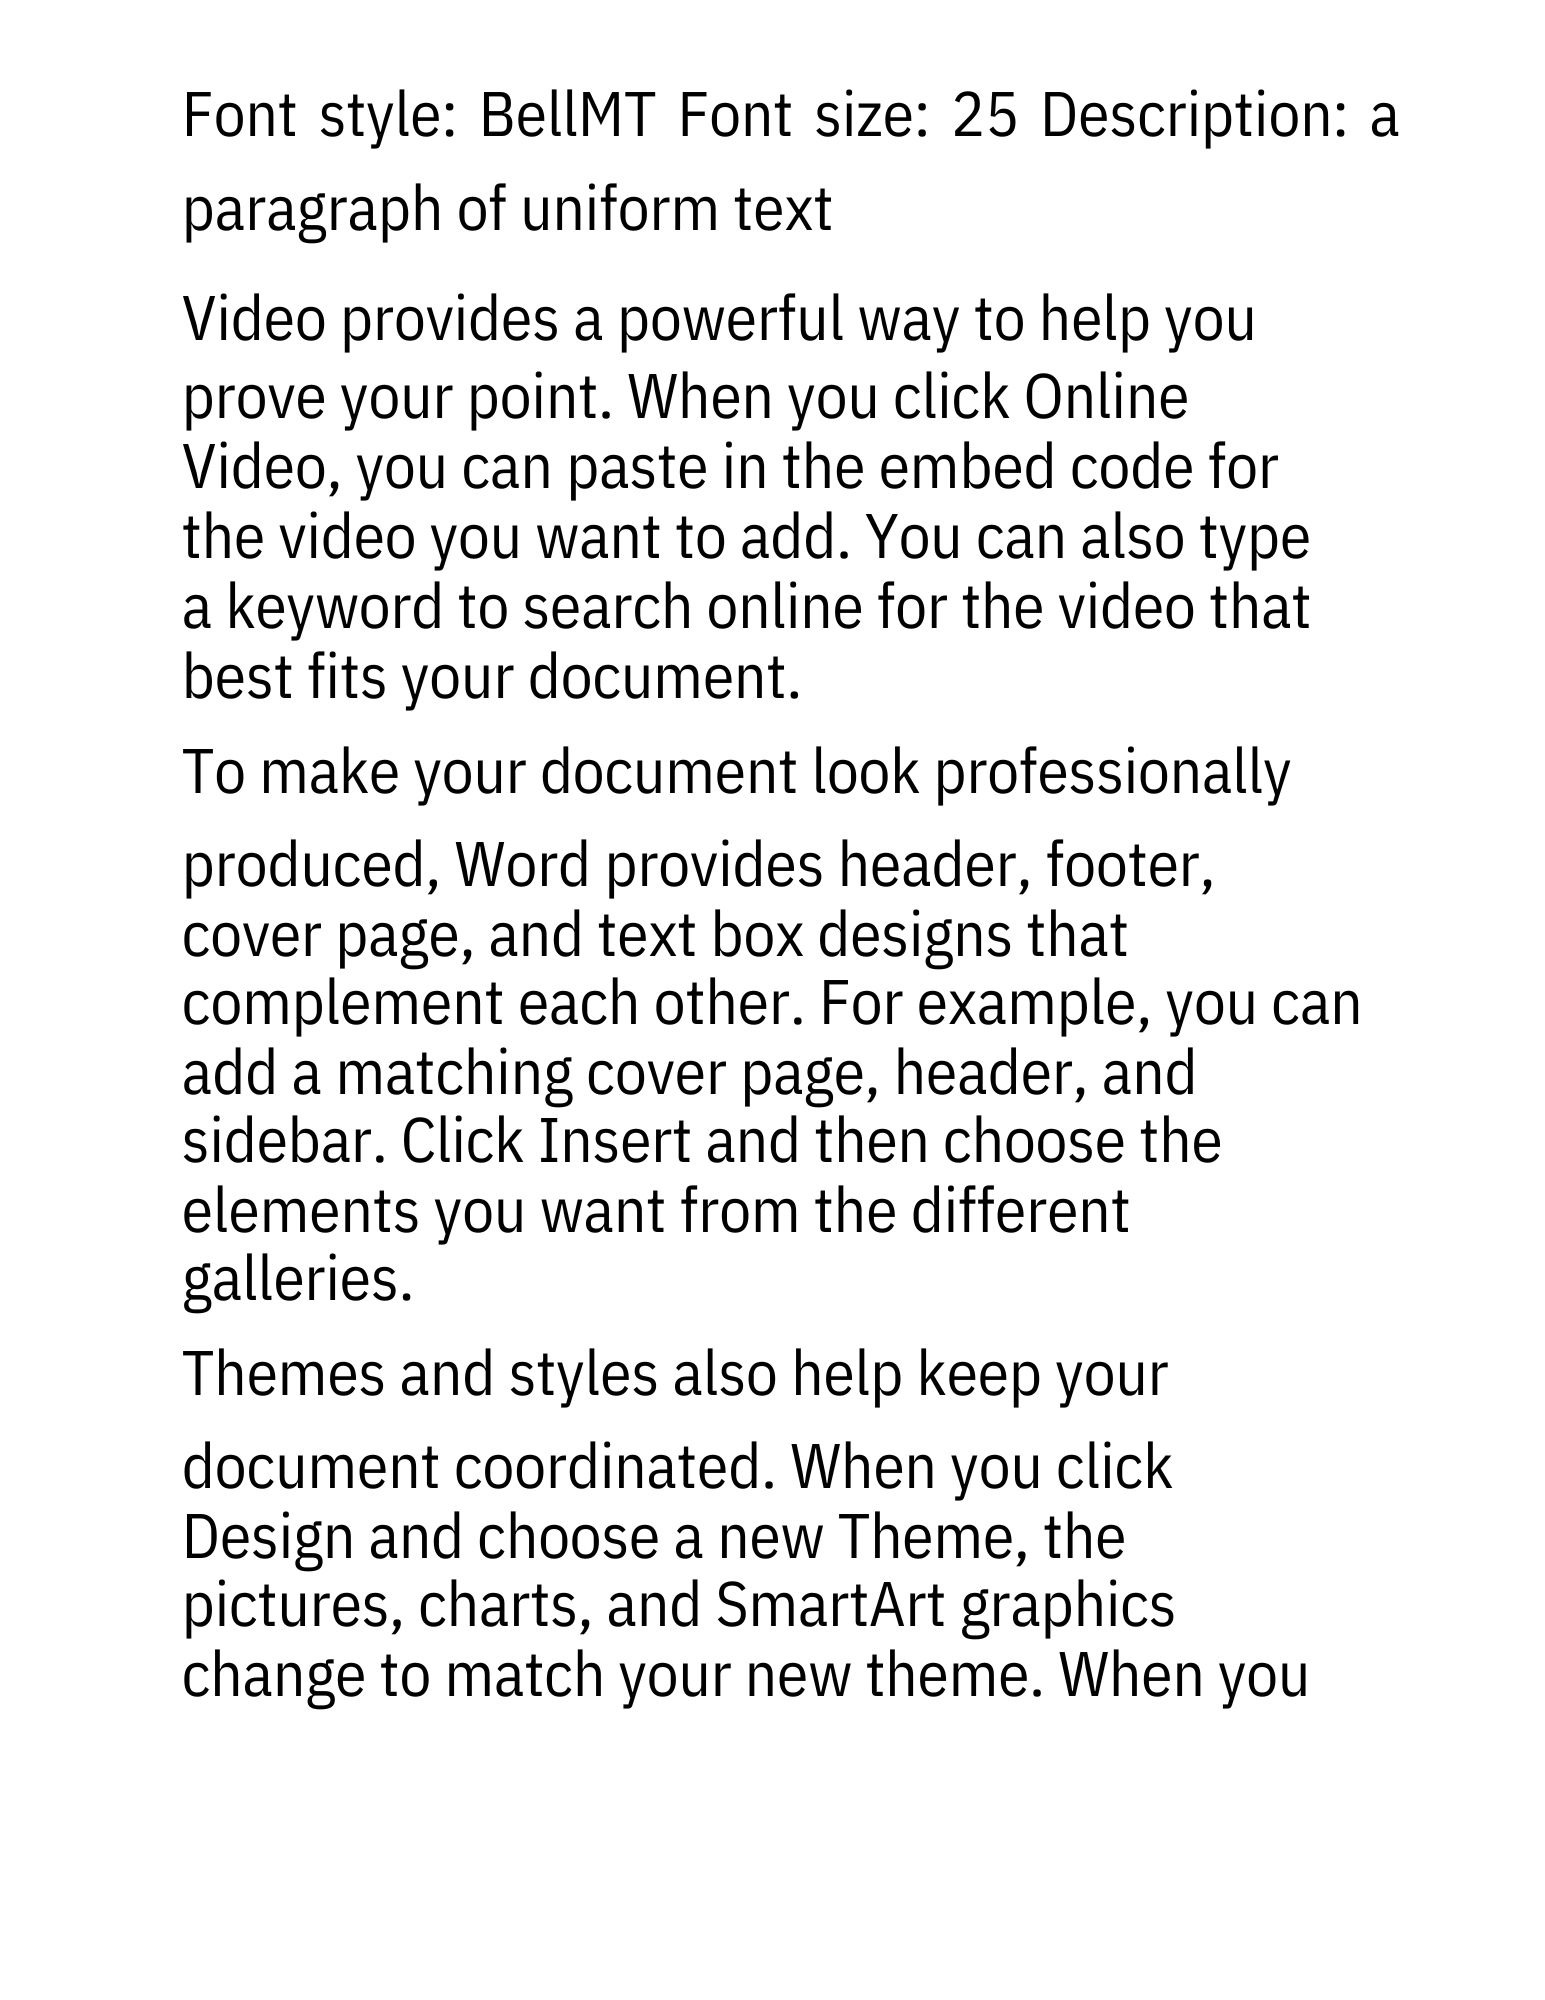 Font style: BellMT Font size: 25 Description: a
paragraph of uniform text
Video provides a powerful way to help you
prove your point. When you click Online
Video, you can paste in the embed code for
the video you want to add. You can also type
a keyword to search online for the video that
best fits your document.
To make your document look professionally
produced, Word provides header, footer,
cover page, and text box designs that
complement each other. For example, you can
add a matching cover page, header, and
sidebar. Click Insert and then choose the
elements you want from the different
galleries.
Themes and styles also help keep your
document coordinated. When you click
Design and choose a new Theme, the
pictures, charts, and SmartArt graphics
change to match your new theme. When you